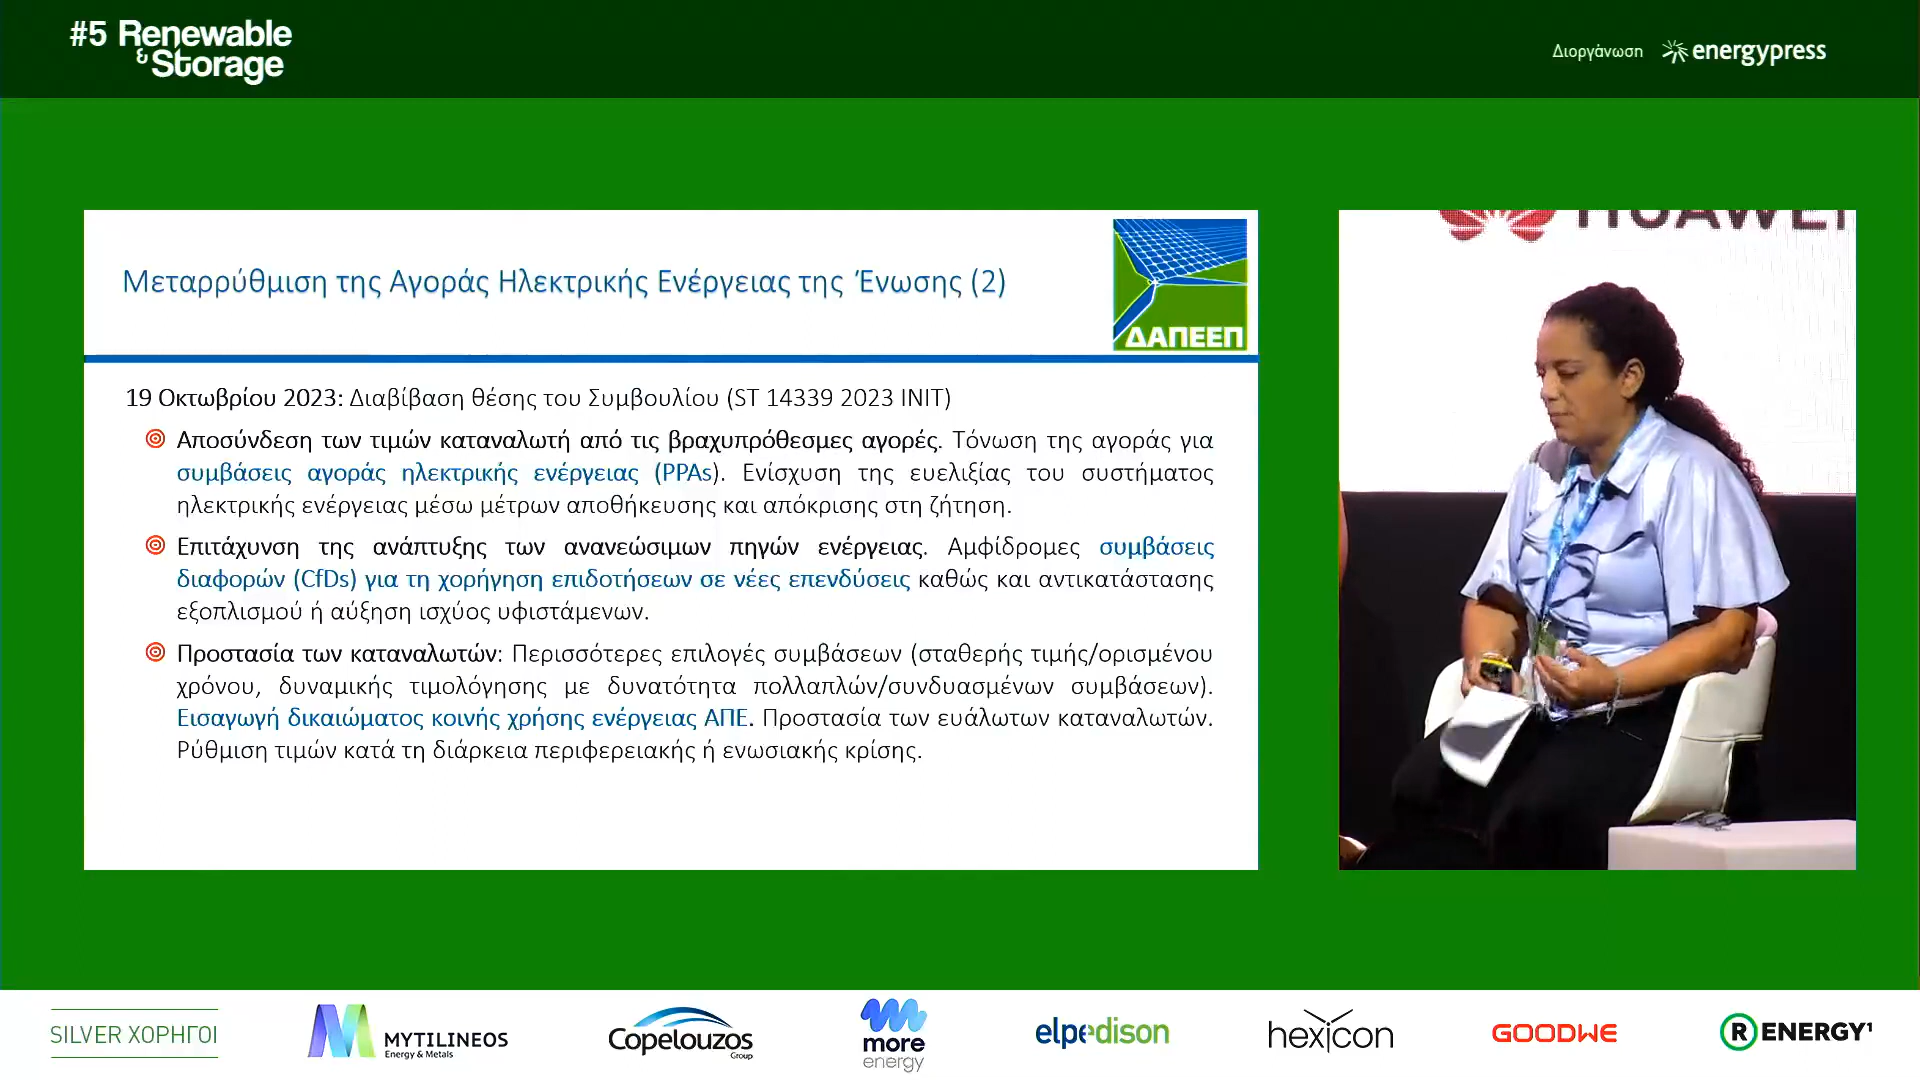 #5 Renewable
& Storage
Διοργάνωση energypress
Μεταρρύθμιση της Αγοράς Ηλεκτρικής Ενέργειας της Ένωσης (2)
ΔΑΠΕΕΠ
19 Οκτωβρίου 2023: Διαβίβαση θέσης του Συμβουλίου (ST 14339 2023 INIT)
Αποσύνδεση των τιμών καταναλωτή από τις βραχυπρόθεσμες αγορές. Τόνωση της αγοράς για
συμβάσεις αγοράς ηλεκτρικής ενέργειας (PPAs). Ενίσχυση της ευελιξίας του συστήματος
ηλεκτρικής ενέργειας μέσω μέτρων αποθήκευσης και απόκρισης στη ζήτηση.
Επιτάχυνση της ανάπτυξης των ανανεώσιμων πηγών ενέργειας. Αμφίδρομες συμβάσεις
διαφορών (CfDs) για τη χορήγηση επιδοτήσεων σε νέες επενδύσεις καθώς και αντικατάστασης
εξοπλισμού ή αύξηση ισχύος υφιστάμενων.
Προστασία των καταναλωτών: Περισσότερες επιλογές συμβάσεων (σταθερής τιμής/ορισμένου
χρόνου, δυναμικής τιμολόγησης με δυνατότητα πολλαπλών/συνδυασμένων συμβάσεων).
Εισαγωγή δικαιώματος κοινής χρήσης ενέργειας ΑΠΕ. Προστασία των ευάλωτων καταναλωτών.
Ρύθμιση τιμών κατά τη διάρκεια περιφερειακής ή ενωσιακής κρίσης.
HUAWEI
SILVER ΧΟΡΗΓΟΙ
MYTILINEOS
Energy & Metals
Copelouzos
Group
more
energy
elpedison
hexicon
GOODWE
R ENERGY¹